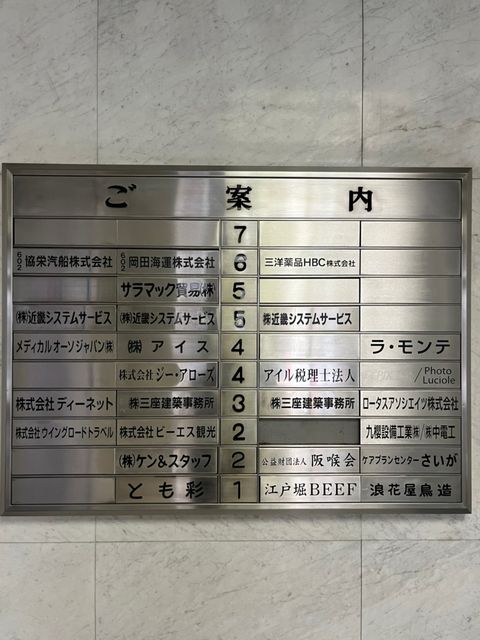 ご案内
7
602 協栄汽船株式会社 602 岡田海運株式会社 6 三洋薬品HBC株式会社
サラマック貿易㈱ 5
㈱近畿システムサービス ㈱近畿システムサービス 5 ㈱近畿システムサービス
メディカルオーソジャパン㈱ ㈱アイス 4 ラ・モンテ
株式会社ジー・アローズ 4 アイル税理士法人 /Photo Luciole
株式会社ディーネット ㈱三座建築事務所 3 ㈱三座建築事務所 ロータスアソシエイツ株式会社
株式会社ウイングロードトラベル 株式会社ビーエス観光 2 九櫻設備工業㈱/㈱中電工
㈱ケン&スタッフ 2 公益財団法人 阪喉会 ケアプランセンターさいが
とも彩 1 江戸堀BEEF 浪花屋鳥造